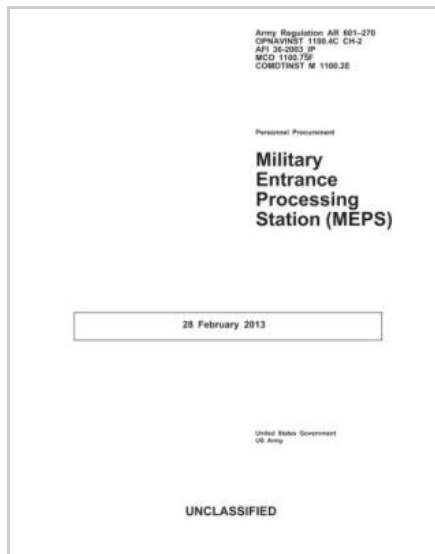 Army Regulation AR 601–270
OPNAVINST 1100.4C CH-2
AFI 36-2003_IP
MCO 1100.75F
COMDTINST M 1100.2E
Personnel Procurement
Military
Entrance
Processing
Station (MEPS)
28 February 2013
United States Government
US Army
UNCLASSIFIED